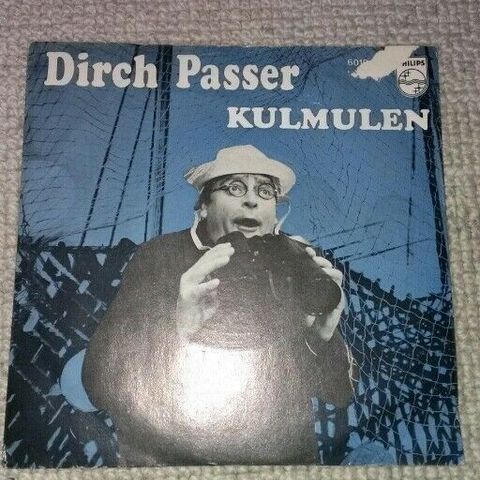 Dirch Passer
PHILIPS
KULMULEN